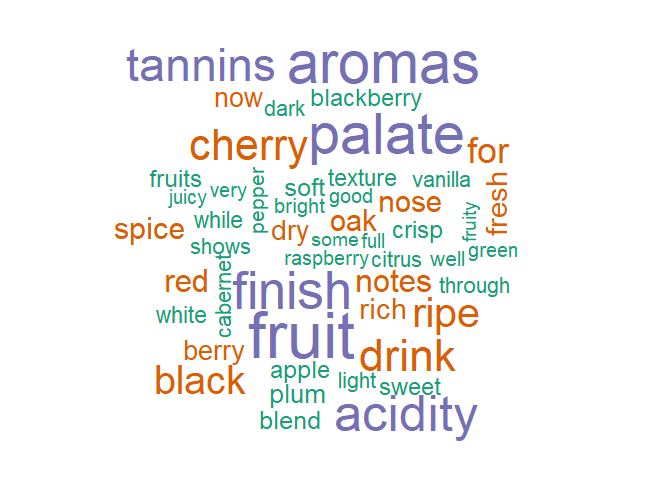 tannins aromas
now dark blackberry
cherry palate for
fruits juicy very pepper soft texture vanilla
bright good nose fresh
spice while dry oak crisp fruity
shows some full green
raspberry citrus well
red cabernet finish notes through
white fruit rich ripe
berry drink
black apple light sweet
plum
blend acidity